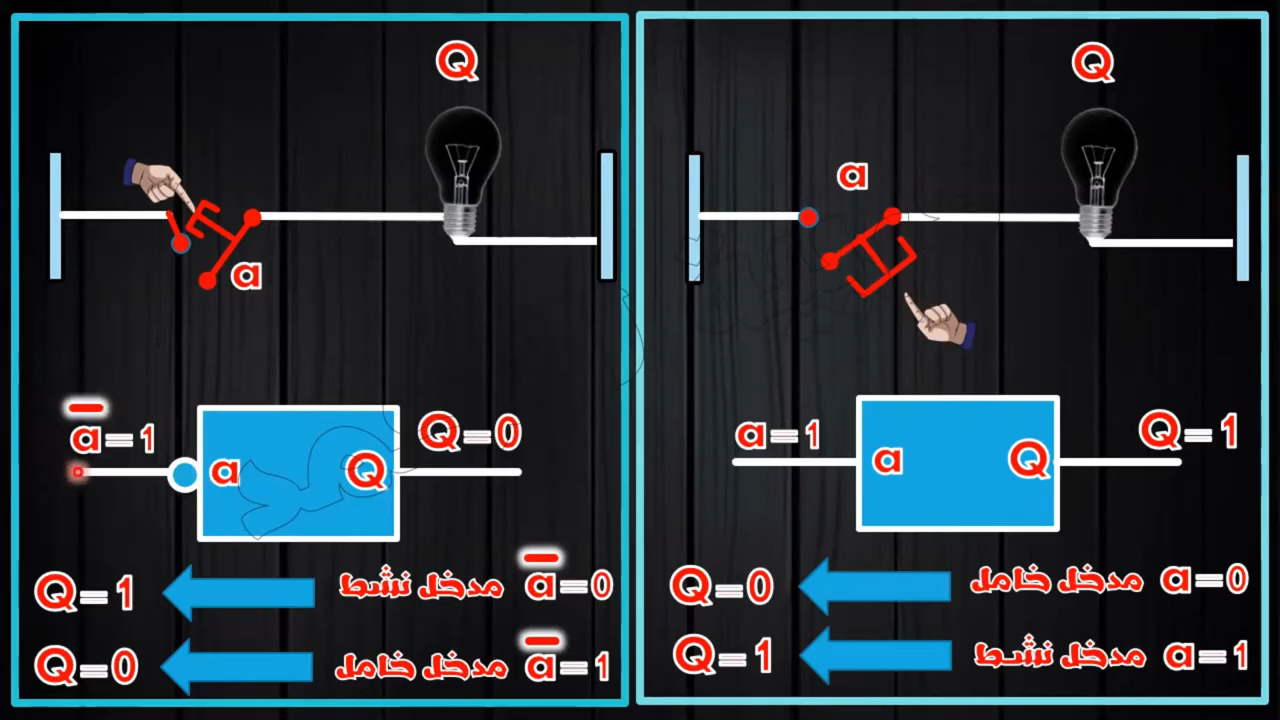 Q
a
a̅=1
Q=0
a
Q
a̅=0 مدخل نشط Q=1
a̅=1 مدخل خامل Q=0
Q
a
a=1
Q=1
a
Q
a=0 مدخل خامل Q=0
a=1 مدخل نشط Q=1